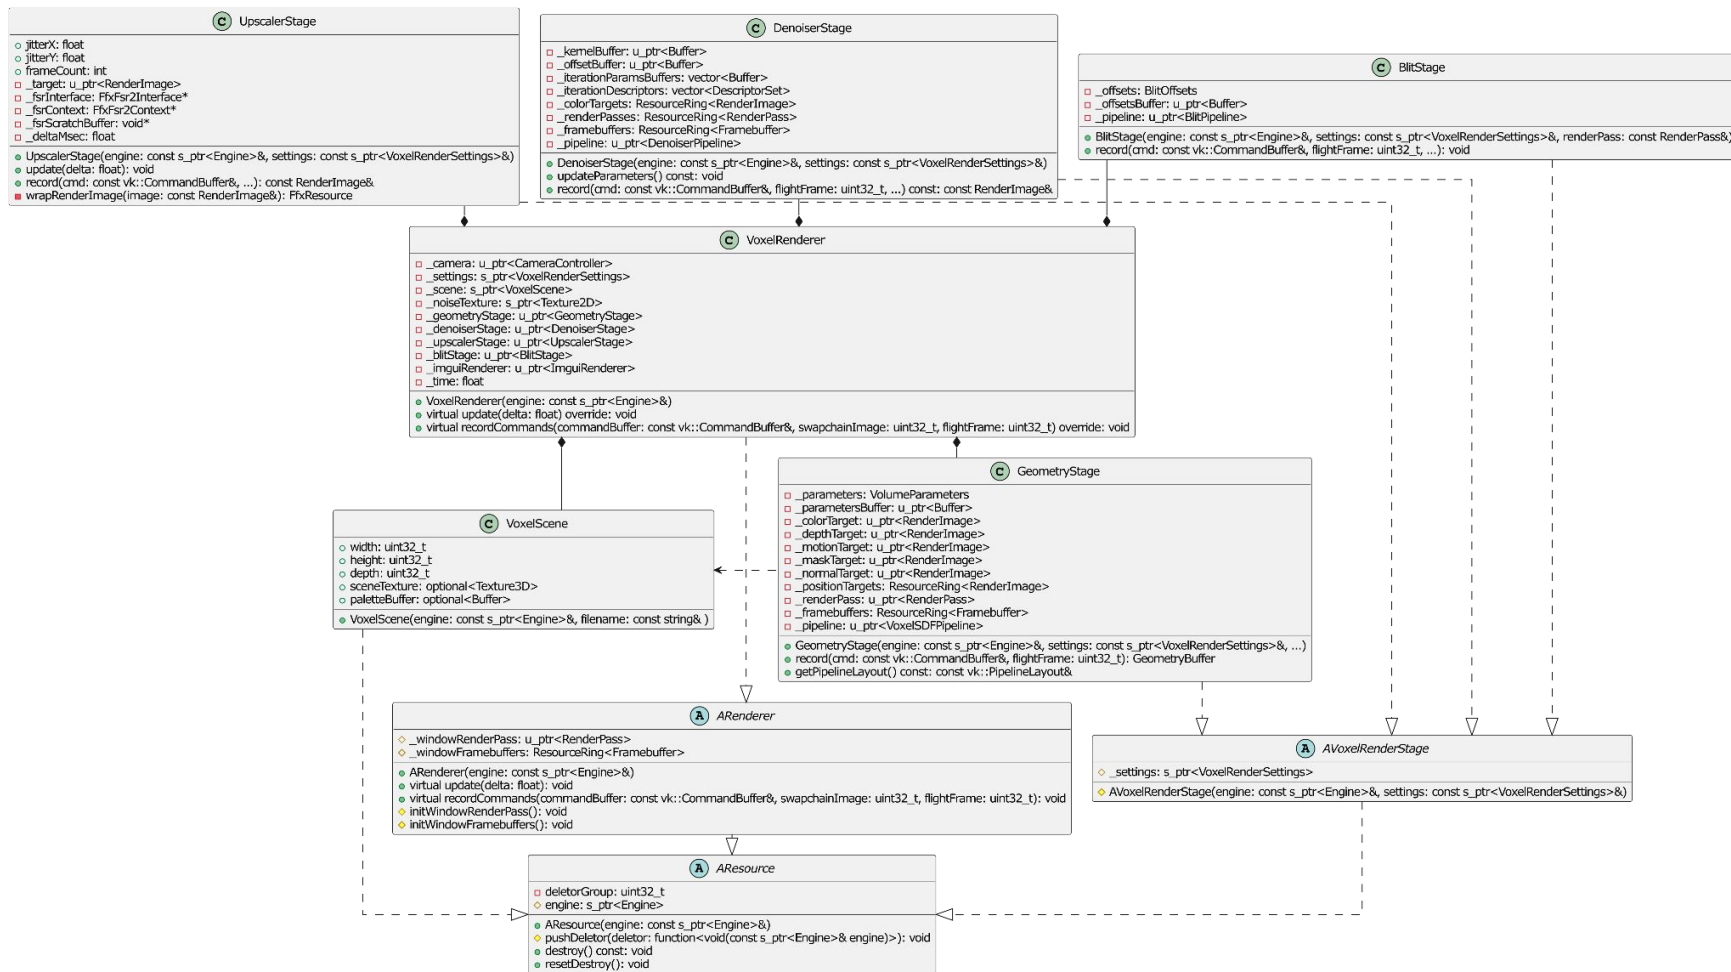 C UpscalerStage
jitterX: float
jitterY: float
frameCount: int
_target: u_ptr<RenderImage>
_fsrInterface: FfxFsr2Interface*
_fsrContext: FfxFsr2Context*
_fsrScratchBuffer: void*
_deltaMsec: float
UpscalerStage(engine: const s_ptr<Engine>&, settings: const s_ptr<VoxelRenderSettings>&)
update(delta: float): void
record(cmd: const vk::CommandBuffer&, ...): const RenderImage&
wrapRenderImage(image: const RenderImage&): FfxResource
C DenoiserStage
_kernelBuffer: u_ptr<Buffer>
_offsetBuffer: u_ptr<Buffer>
_iterationParamsBuffers: vector<Buffer>
_iterationDescriptors: vector<DescriptorSet>
_colorTargets: ResourceRing<RenderImage>
_renderPasses: ResourceRing<RenderPass>
_framebuffers: ResourceRing<Framebuffer>
_pipeline: u_ptr<DenoiserPipeline>
DenoiserStage(engine: const s_ptr<Engine>&, settings: const s_ptr<VoxelRenderSettings>&)
updateParameters() const: void
record(cmd: const vk::CommandBuffer&, flightFrame: uint32_t, ...) const: const RenderImage&
C BlitStage
_offsets: BlitOffsets
_offsetsBuffer: u_ptr<Buffer>
_pipeline: u_ptr<BlitPipeline>
BlitStage(engine: const s_ptr<Engine>&, settings: const s_ptr<VoxelRenderSettings>&, renderPass: const RenderPass&)
record(cmd: const vk::CommandBuffer&, flightFrame: uint32_t, ...): void
C VoxelRenderer
_camera: u_ptr<CameraController>
_settings: s_ptr<VoxelRenderSettings>
_scene: s_ptr<VoxelScene>
_noiseTexture: s_ptr<Texture2D>
_geometryStage: u_ptr<GeometryStage>
_denoiserStage: u_ptr<DenoiserStage>
_upscalerStage: u_ptr<UpscalerStage>
_blitStage: u_ptr<BlitStage>
_imguiRenderer: u_ptr<ImguiRenderer>
_time: float
VoxelRenderer(engine: const s_ptr<Engine>&)
virtual update(delta: float) override: void
virtual recordCommands(commandBuffer: const vk::CommandBuffer&, swapchainImage: uint32_t, flightFrame: uint32_t) override: void
C GeometryStage
_parameters: VolumeParameters
_parametersBuffer: u_ptr<Buffer>
_colorTarget: u_ptr<RenderImage>
_depthTarget: u_ptr<RenderImage>
_motionTarget: u_ptr<RenderImage>
_maskTarget: u_ptr<RenderImage>
_normalTarget: u_ptr<RenderImage>
_positionTargets: ResourceRing<RenderImage>
_renderPass: u_ptr<RenderPass>
_framebuffers: ResourceRing<Framebuffer>
_pipeline: u_ptr<VoxelSDFPipeline>
GeometryStage(engine: const s_ptr<Engine>&, settings: const s_ptr<VoxelRenderSettings>&, ...)
record(cmd: const vk::CommandBuffer&, flightFrame: uint32_t): GeometryBuffer
getPipelineLayout() const: const vk::PipelineLayout&
C VoxelScene
width: uint32_t
height: uint32_t
depth: uint32_t
sceneTexture: optional<Texture3D>
paletteBuffer: optional<Buffer>
VoxelScene(engine: const s_ptr<Engine>&, filename: const string& )
A ARenderer
_windowRenderPass: u_ptr<RenderPass>
_windowFramebuffers: ResourceRing<Framebuffer>
ARenderer(engine: const s_ptr<Engine>&)
virtual update(delta: float): void
virtual recordCommands(commandBuffer: const vk::CommandBuffer&, swapchainImage: uint32_t, flightFrame: uint32_t): void
initWindowRenderPass(): void
initWindowFramebuffers(): void
A AVoxelRenderStage
_settings: s_ptr<VoxelRenderSettings>
AVoxelRenderStage(engine: const s_ptr<Engine>&, settings: const s_ptr<VoxelRenderSettings>&)
A AResource
deletorGroup: uint32_t
engine: s_ptr<Engine>
AResource(engine: const s_ptr<Engine>&)
pushDeletor(deletor: function<void(const s_ptr<Engine>& engine)>): void
destroy() const: void
resetDestroy(): void